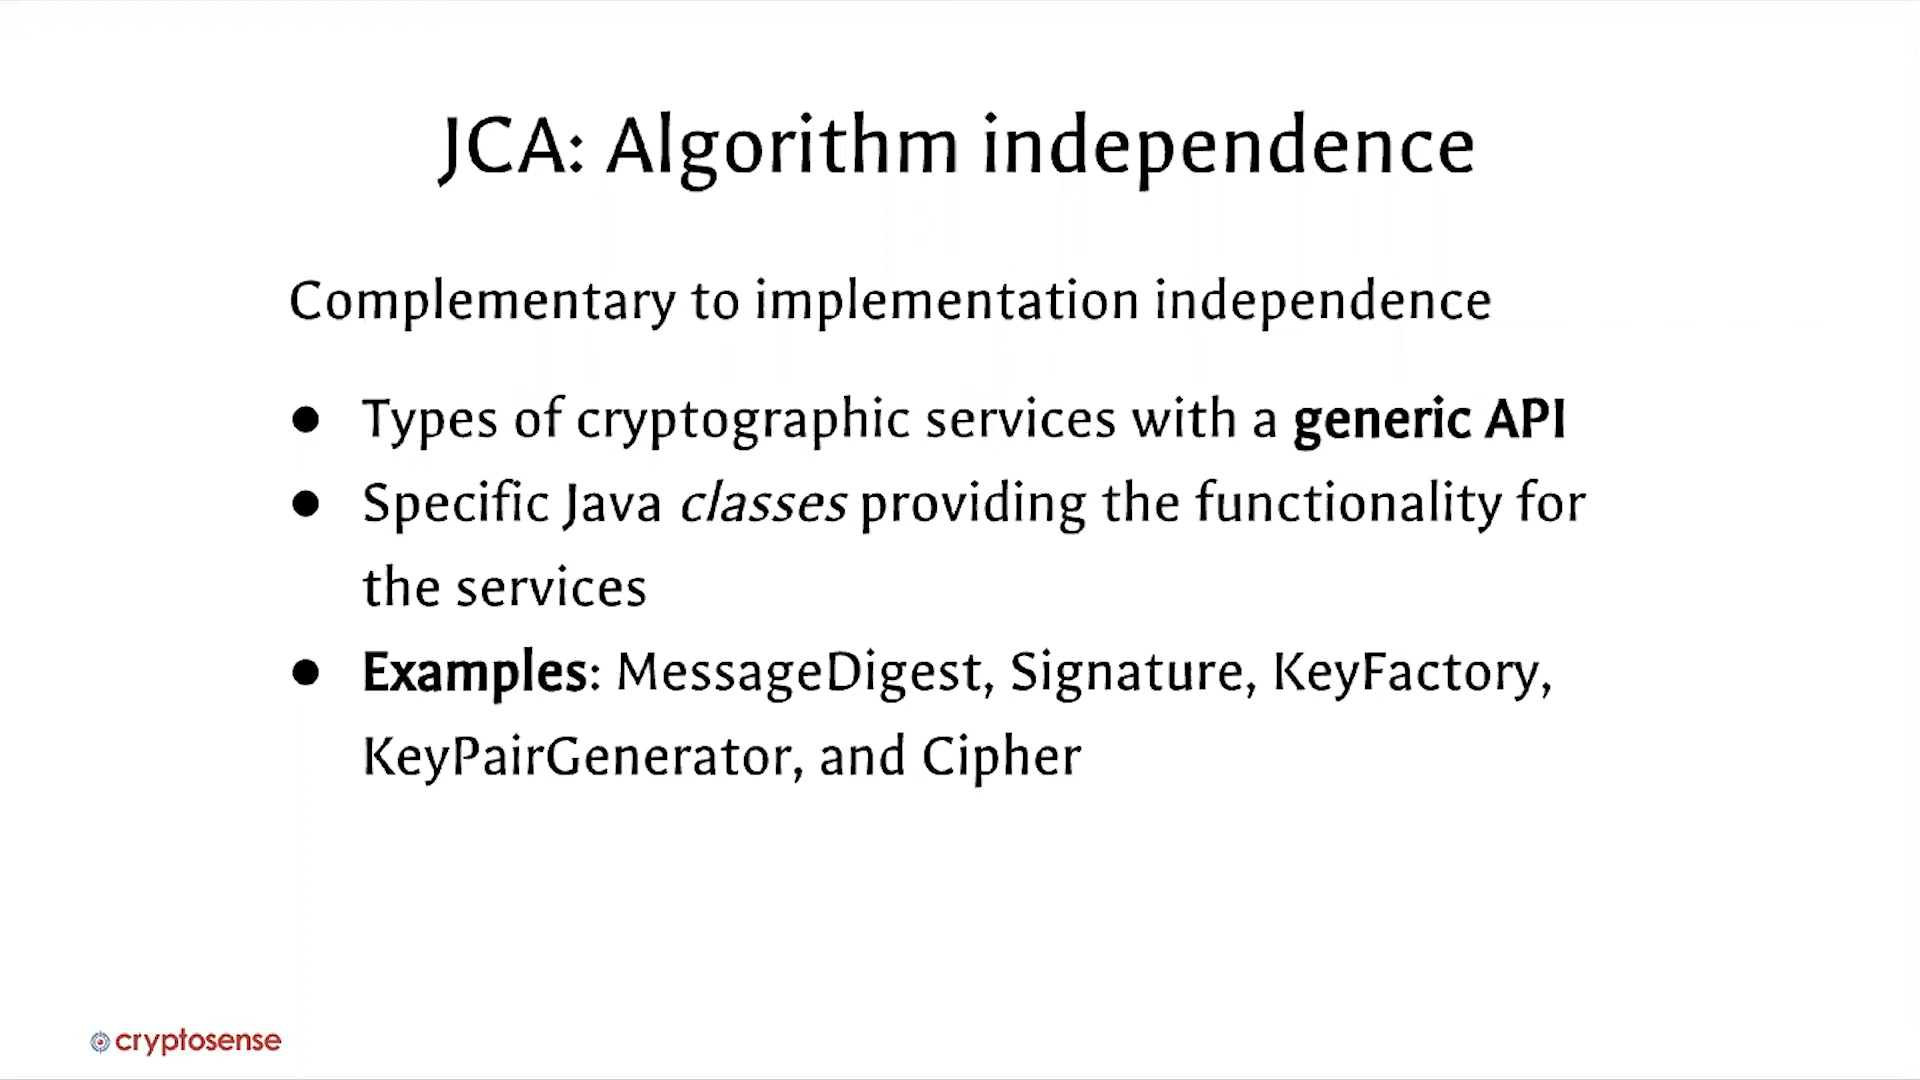 JCA: Algorithm independence
Complementary to implementation independence
● Types of cryptographic services with a generic API
● Specific Java classes providing the functionality for
the services
● Examples: MessageDigest, Signature, KeyFactory,
KeyPairGenerator, and Cipher
cryptosense